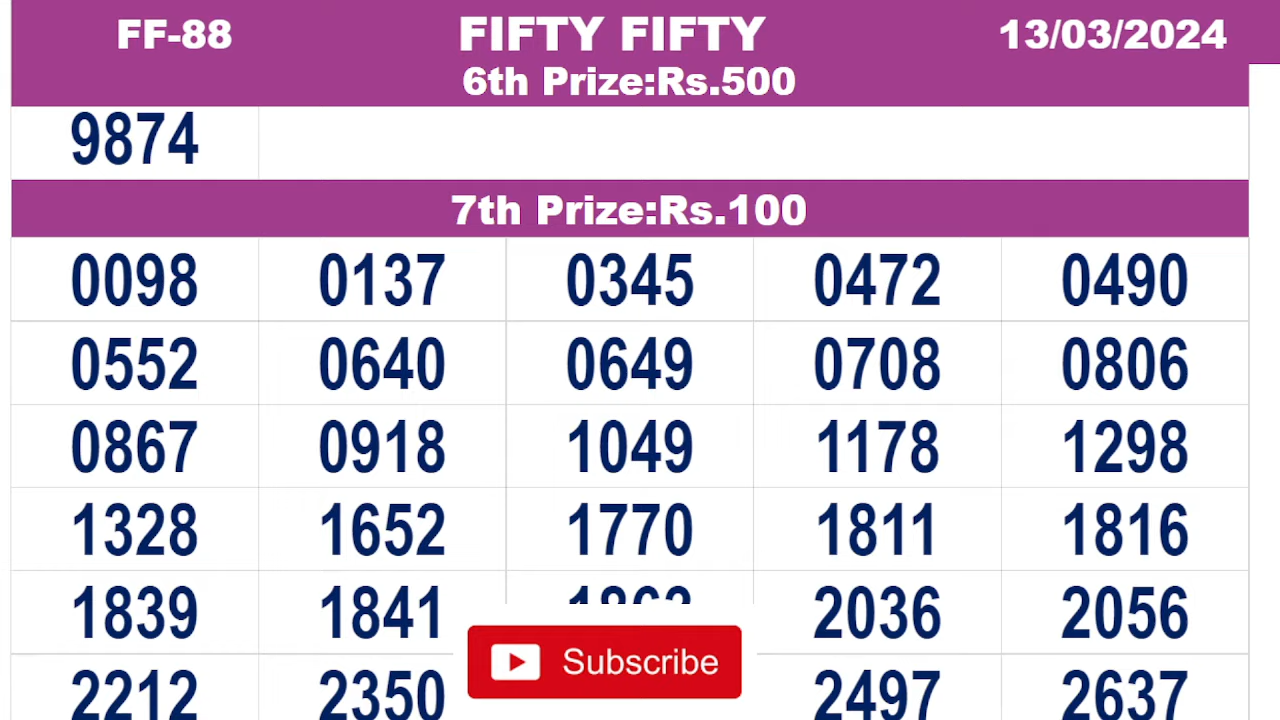 FF-88 FIFTY FIFTY 13/03/2024
6th Prize:Rs.500
9874
7th Prize:Rs.100
0098 0137 0345 0472 0490
0552 0640 0649 0708 0806
0867 0918 1049 1178 1298
1328 1652 1770 1811 1816
1839 1841 2036 2056
Subscribe
2212 2350 2497 2637